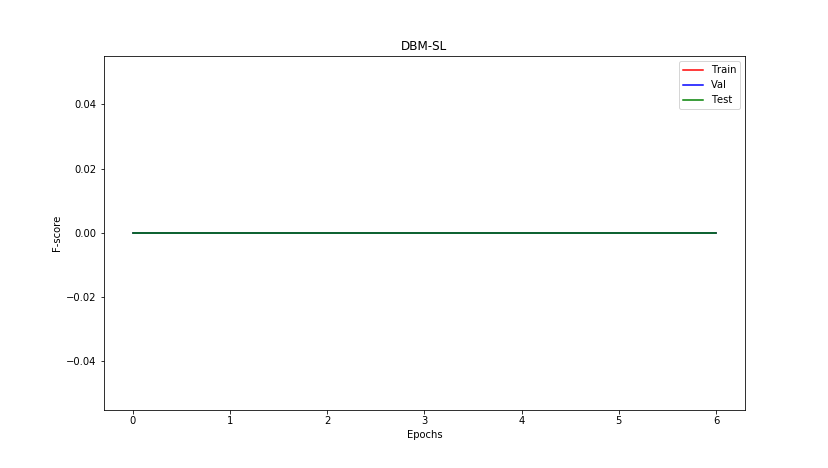 DBM-SL
Train
Val
Test
0.04
0.02
0.00
−0.02
−0.04
F-score
0 1 2 3 4 5 6
Epochs